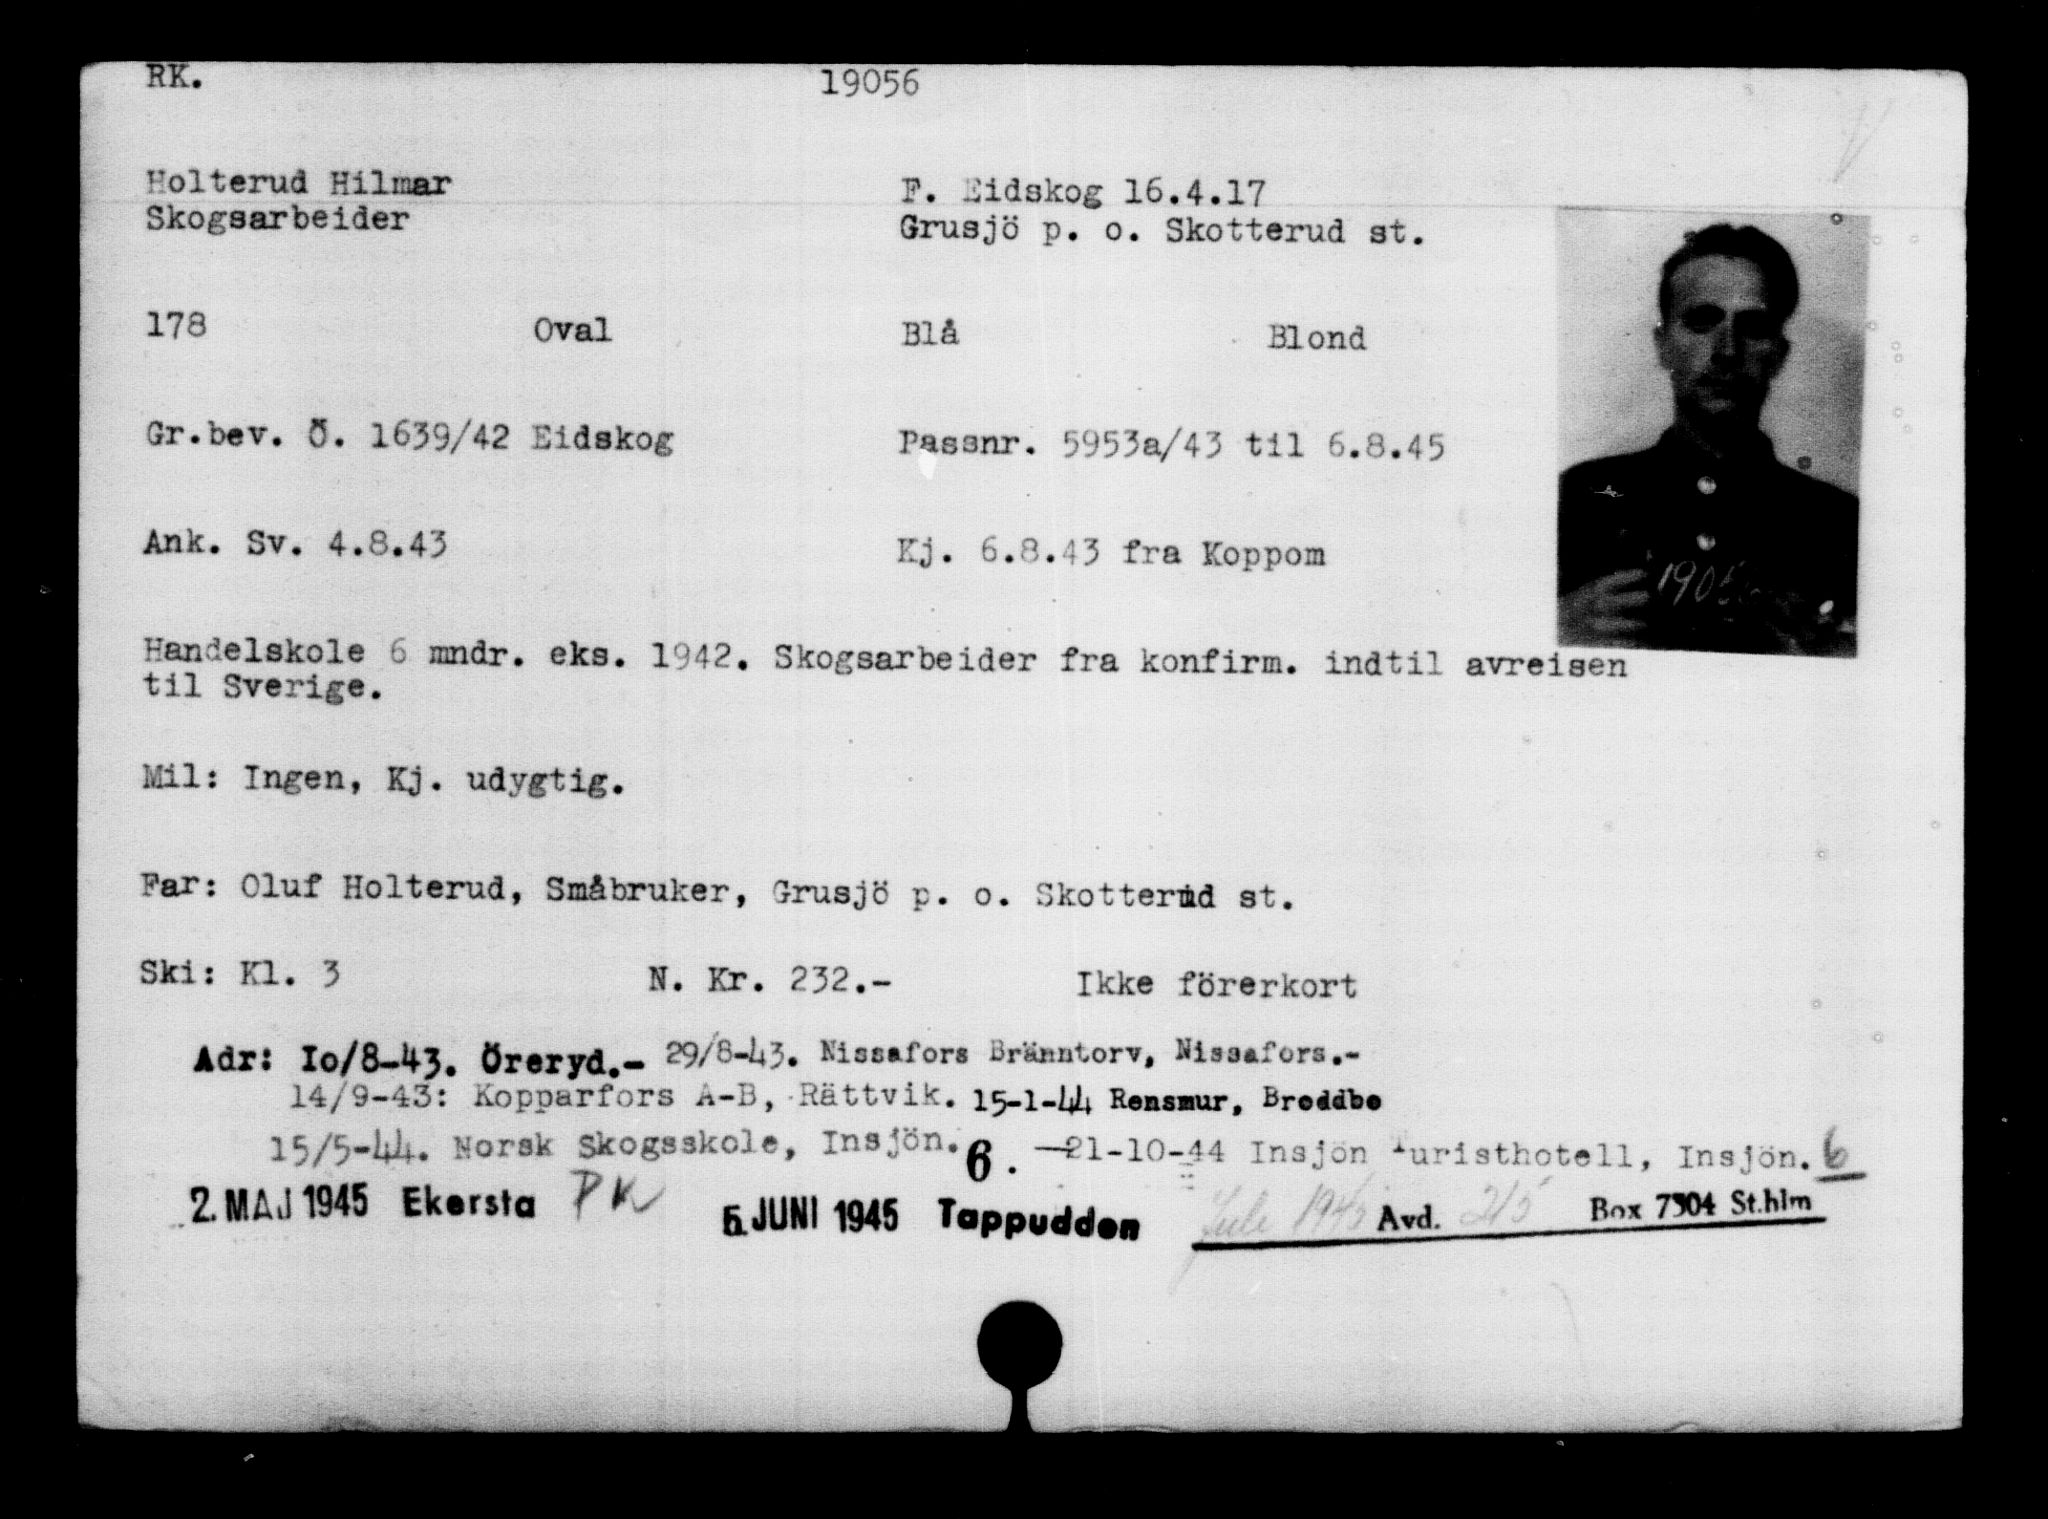 RK. 19056
Holterud Hilmar F. Eidskog 16.4.17
Skogsarbeider Grusjö p. o. Skotterud st.
178 Oval Blå Blond
Gr.bev. Ö. 1639/42 Eidskog Passnr. 5953a/43 til 6.8.45
Ank. Sv. 4.8.43 Kj. 6.8.43 fra Koppom
19056
Handelskole 6 mndr. eks. 1942. Skogsarbeider fra konfirm. indtil avreisen
til Sverige.
Mil: Ingen, Kj. udygtig.
Far: Oluf Holterud, Småbruker, Grusjö p. o. Skotterud st.
Ski: Kl. 3 N. Kr. 232.- Ikke förerkort
Adr: Io/8-43. Öreryd.- 29/8-43. Nissafors Bränntorv, Nissafors.-
14/9-43: Kopparfors A-B, Rättvik. 15-1-44 Rensmur, Breddbo
15/5-44. Norsk Skogsskole, Insjön. 6. —21-10-44 Insjön Turisthotell, Insjön. 6
2. MAJ 1945 Ekersta PK 5. JUNI 1945 Tappudden Juli 1945 Avd. 215 Box 7304 St.hlm